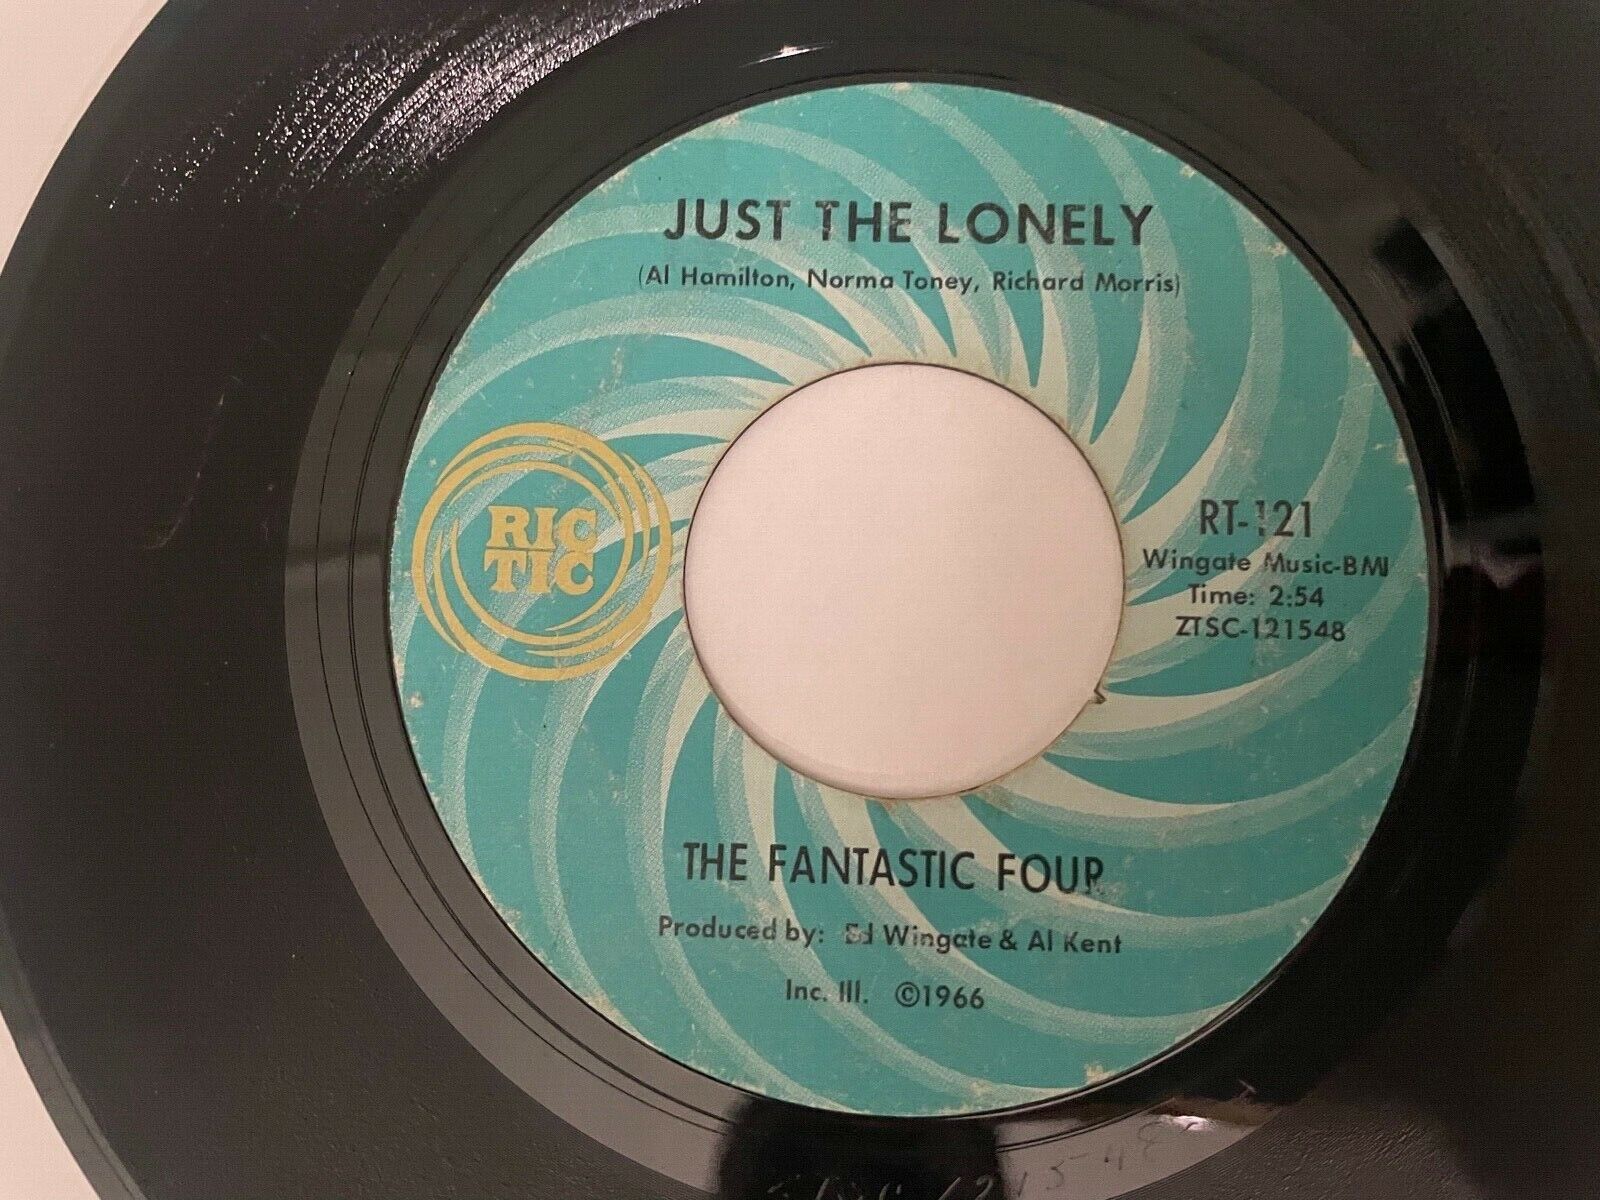 JUST THE LONELY
(Al Hamilton, Norma Toney, Richard Morris)
RIC
TIC
RT-121
Wingate Music-BMI
Time: 2:54
ZTSC-121548
THE FANTASTIC FOUR
Produced by: Ed Wingate & Al Kent
Inc. Ill. ©1966